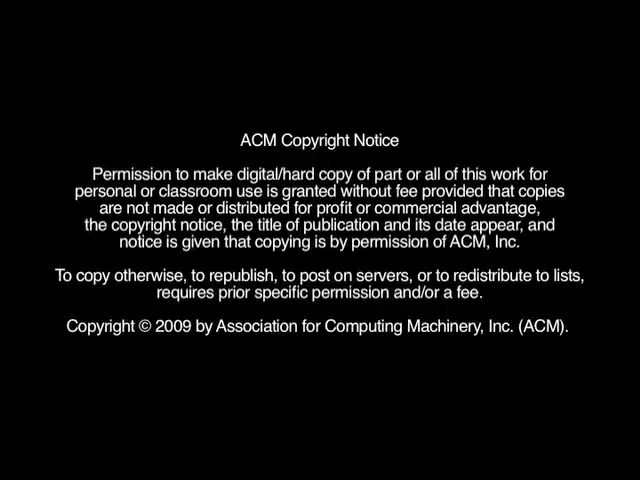 ACM Copyright Notice
Permission to make digital/hard copy of part or all of this work for
personal or classroom use is granted without fee provided that copies
are not made or distributed for profit or commercial advantage,
the copyright notice, the title of publication and its date appear, and
notice is given that copying is by permission of ACM, Inc.
To copy otherwise, to republish, to post on servers, or to redistribute to lists,
requires prior specific permission and/or a fee.
Copyright © 2009 by Association for Computing Machinery, Inc. (ACM).